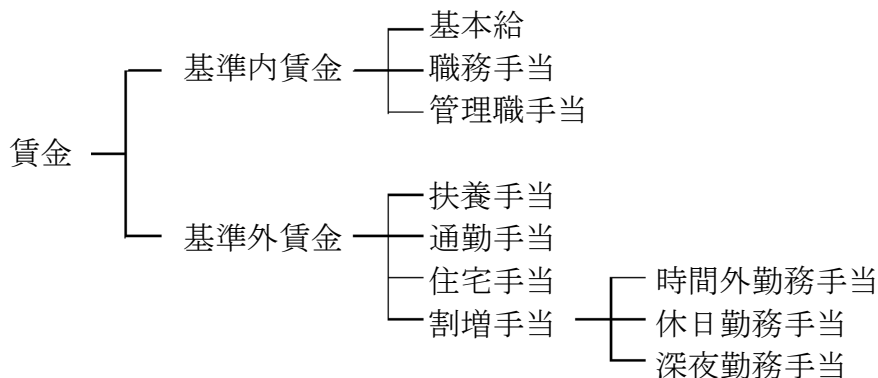 賃金
基準内賃金
基本給
職務手当
管理職手当
基準外賃金
扶養手当
通勤手当
住宅手当
割増手当
時間外勤務手当
休日勤務手当
深夜勤務手当